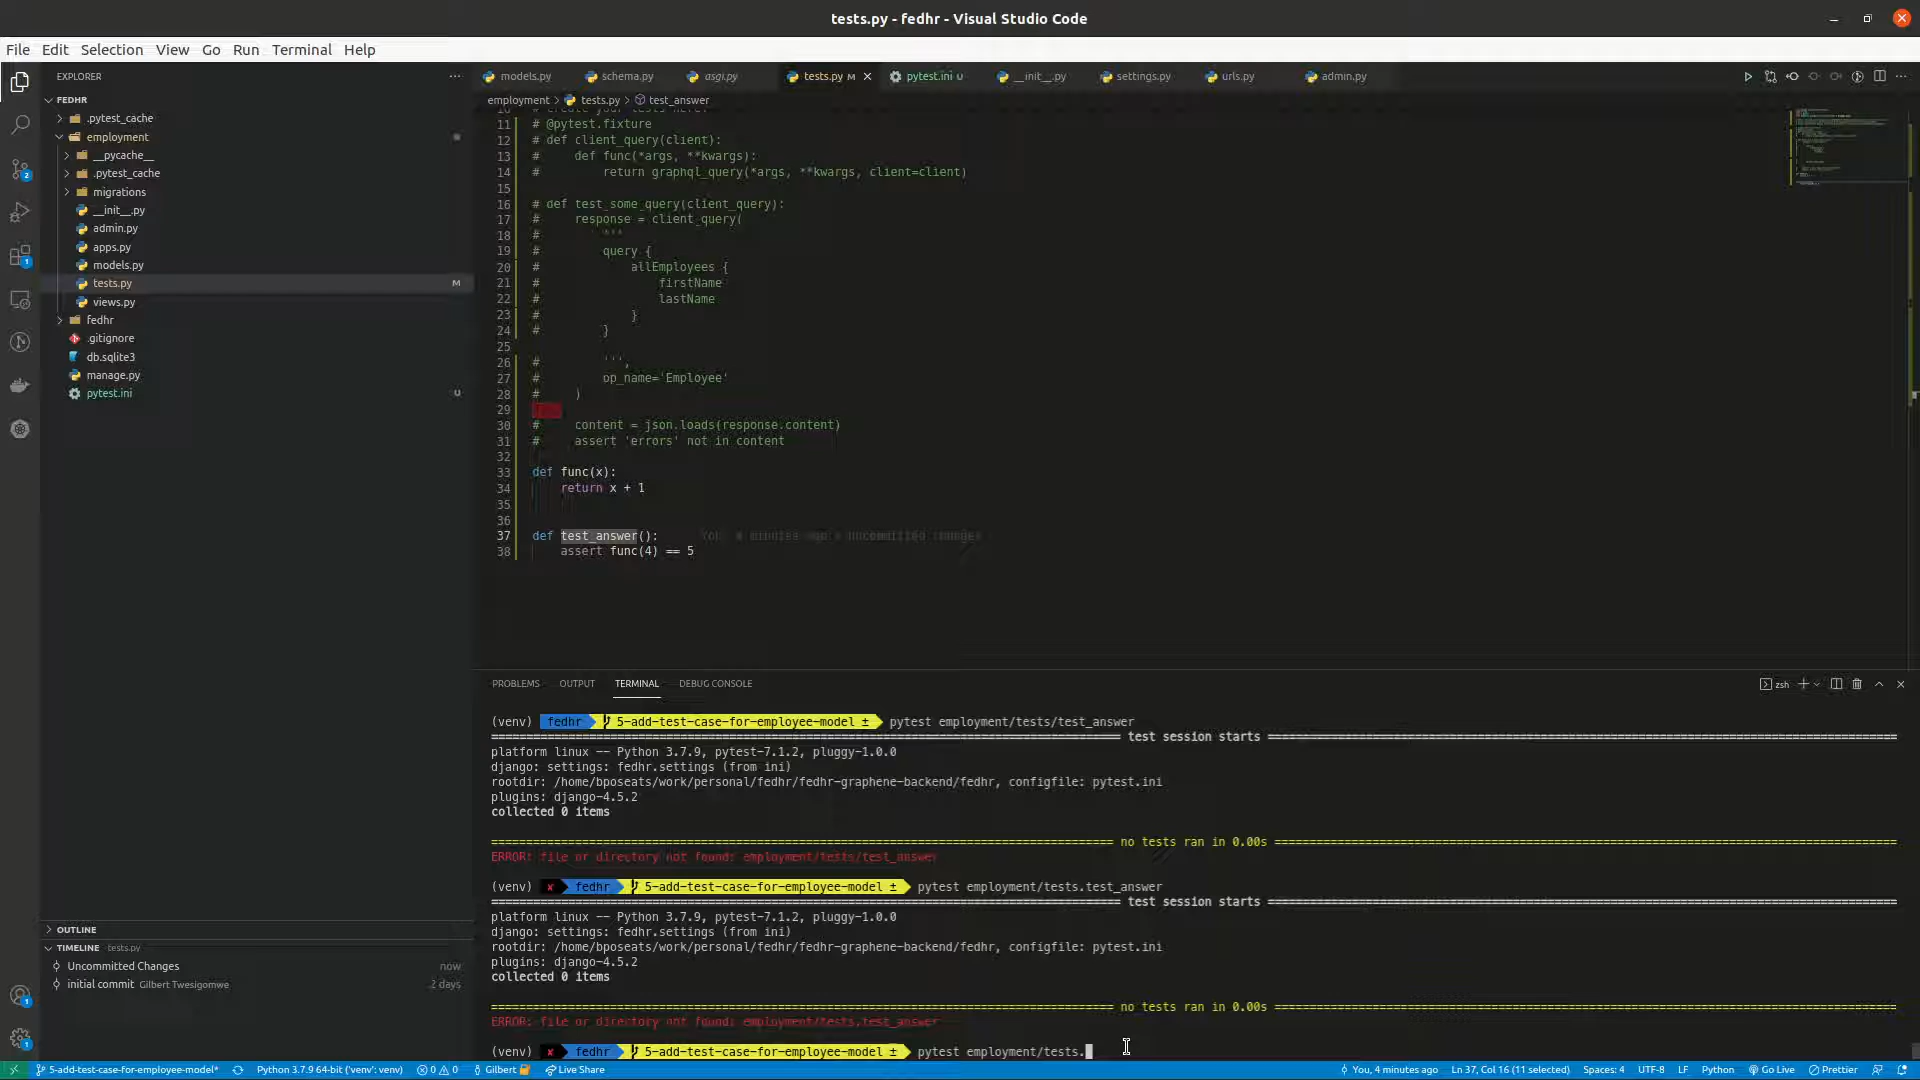 tests.py - fedhr - Visual Studio Code
File Edit Selection View Go Run Terminal Help
EXPLORER
FEDHR
.pytest_cache
employment
__pycache__
.pytest_cache
migrations
__init__.py
admin.py
apps.py
models.py
tests.py M
views.py
fedhr
.gitignore
db.sqlite3
manage.py
pytest.ini U
OUTLINE
TIMELINE tests.py
Uncommitted Changes now
initial commit Gilbert Twesigomwe 2 days
models.py schema.py asgi.py tests.py M pytest.ini U __init__.py settings.py urls.py admin.py
employment > tests.py > test_answer
11 # @pytest.fixture
12 # def client_query(client):
13 #     def func(*args, **kwargs):
14 #         return graphql_query(*args, **kwargs, client=client)
15
16 # def test_some_query(client_query):
17 #     response = client_query(
18 #         '''
19 #         query {
20 #             allEmployees {
21 #                 firstName
22 #                 lastName
23 #             }
24 #         }
25
26 #         ''',
27 #         op_name='Employee'
28 #     )
29
30 #     content = json.loads(response.content)
31 #     assert 'errors' not in content
32
33 def func(x):
34     return x + 1
35
36
37 def test_answer():
38     assert func(4) == 5
PROBLEMS OUTPUT TERMINAL DEBUG CONSOLE
zsh
(venv) fedhr 5-add-test-case-for-employee-model ± pytest employment/tests/test_answer
test session starts
platform linux -- Python 3.7.9, pytest-7.1.2, pluggy-1.0.0
django: settings: fedhr.settings (from ini)
rootdir: /home/bposeats/work/personal/fedhr/fedhr-graphene-backend/fedhr, configfile: pytest.ini
plugins: django-4.5.2
collected 0 items
no tests ran in 0.00s
ERROR: file or directory not found: employment/tests/test_answer
(venv) ✘ fedhr 5-add-test-case-for-employee-model ± pytest employment/tests.test_answer
test session starts
platform linux -- Python 3.7.9, pytest-7.1.2, pluggy-1.0.0
django: settings: fedhr.settings (from ini)
rootdir: /home/bposeats/work/personal/fedhr/fedhr-graphene-backend/fedhr, configfile: pytest.ini
plugins: django-4.5.2
collected 0 items
no tests ran in 0.00s
ERROR: file or directory not found: employment/tests.test_answer
(venv) ✘ fedhr 5-add-test-case-for-employee-model ± pytest employment/tests.
5-add-test-case-for-employee-model* Python 3.7.9 64-bit ('venv': venv) 0 0 Gilbert Live Share You, 4 minutes ago Ln 37, Col 16 (11 selected) Spaces: 4 UTF-8 LF Python Go Live Prettier